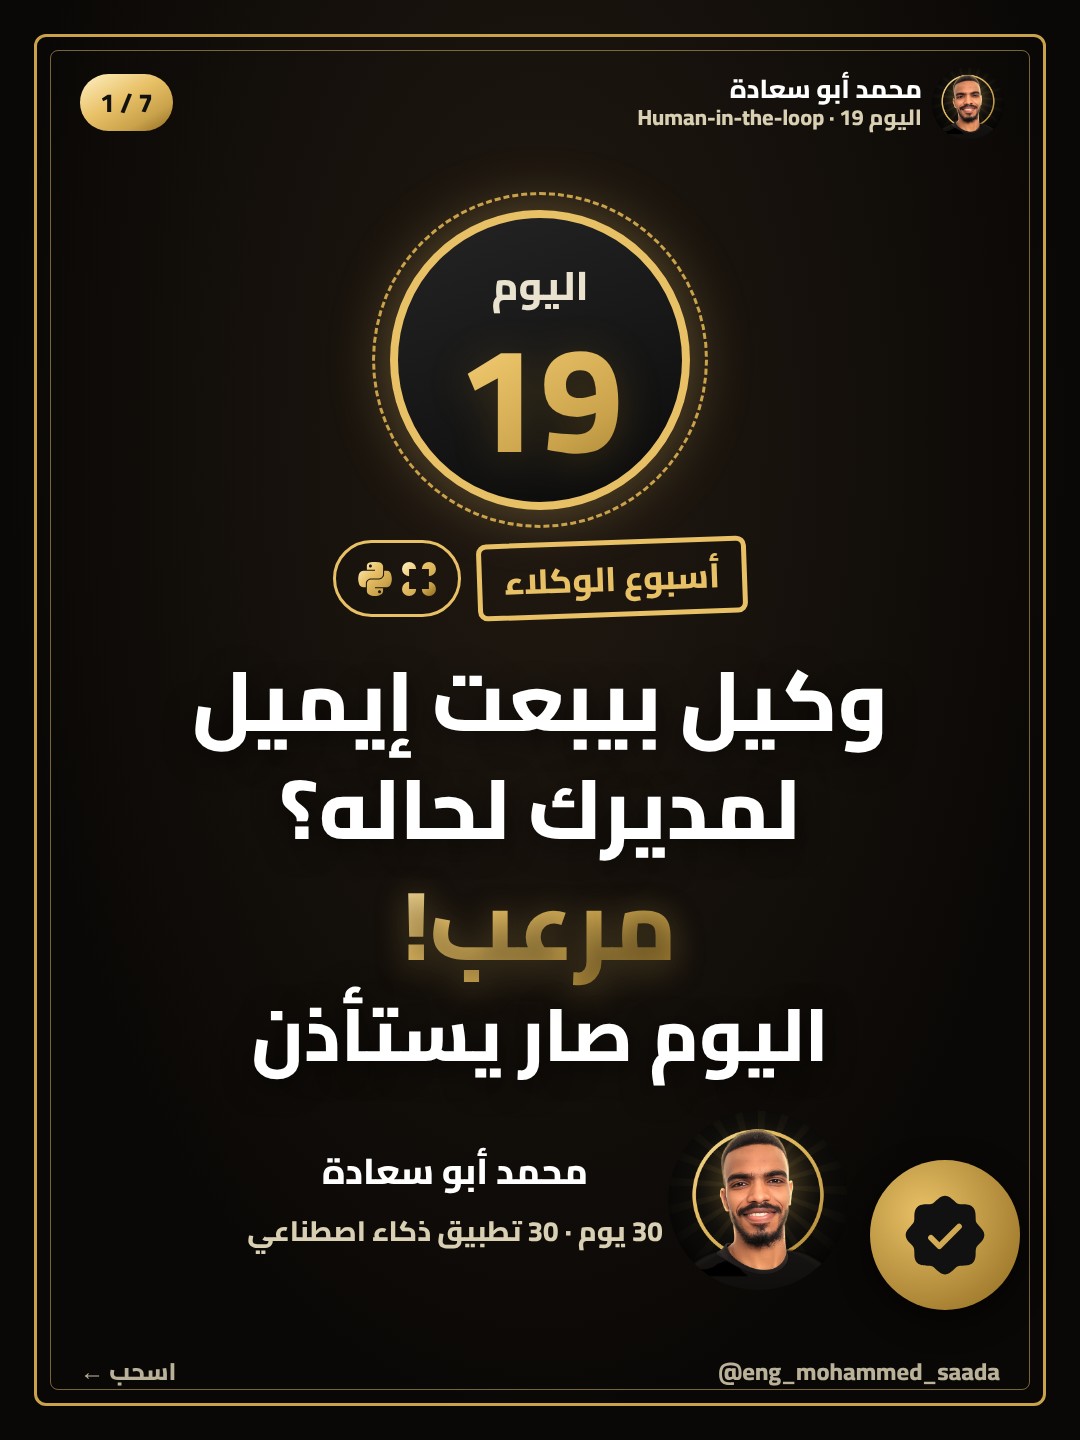 محمد أبو سعادة
اليوم 19 · Human-in-the-loop
1 / 7
اليوم
19
أسبوع الوكلاء
وكيل بيبعت إيميل
لمديرك لحاله؟
مرعب!
اليوم صار يستأذن
محمد أبو سعادة
30 يوم · 30 تطبيق ذكاء اصطناعي
@eng_mohammed_saada
اسحب ←